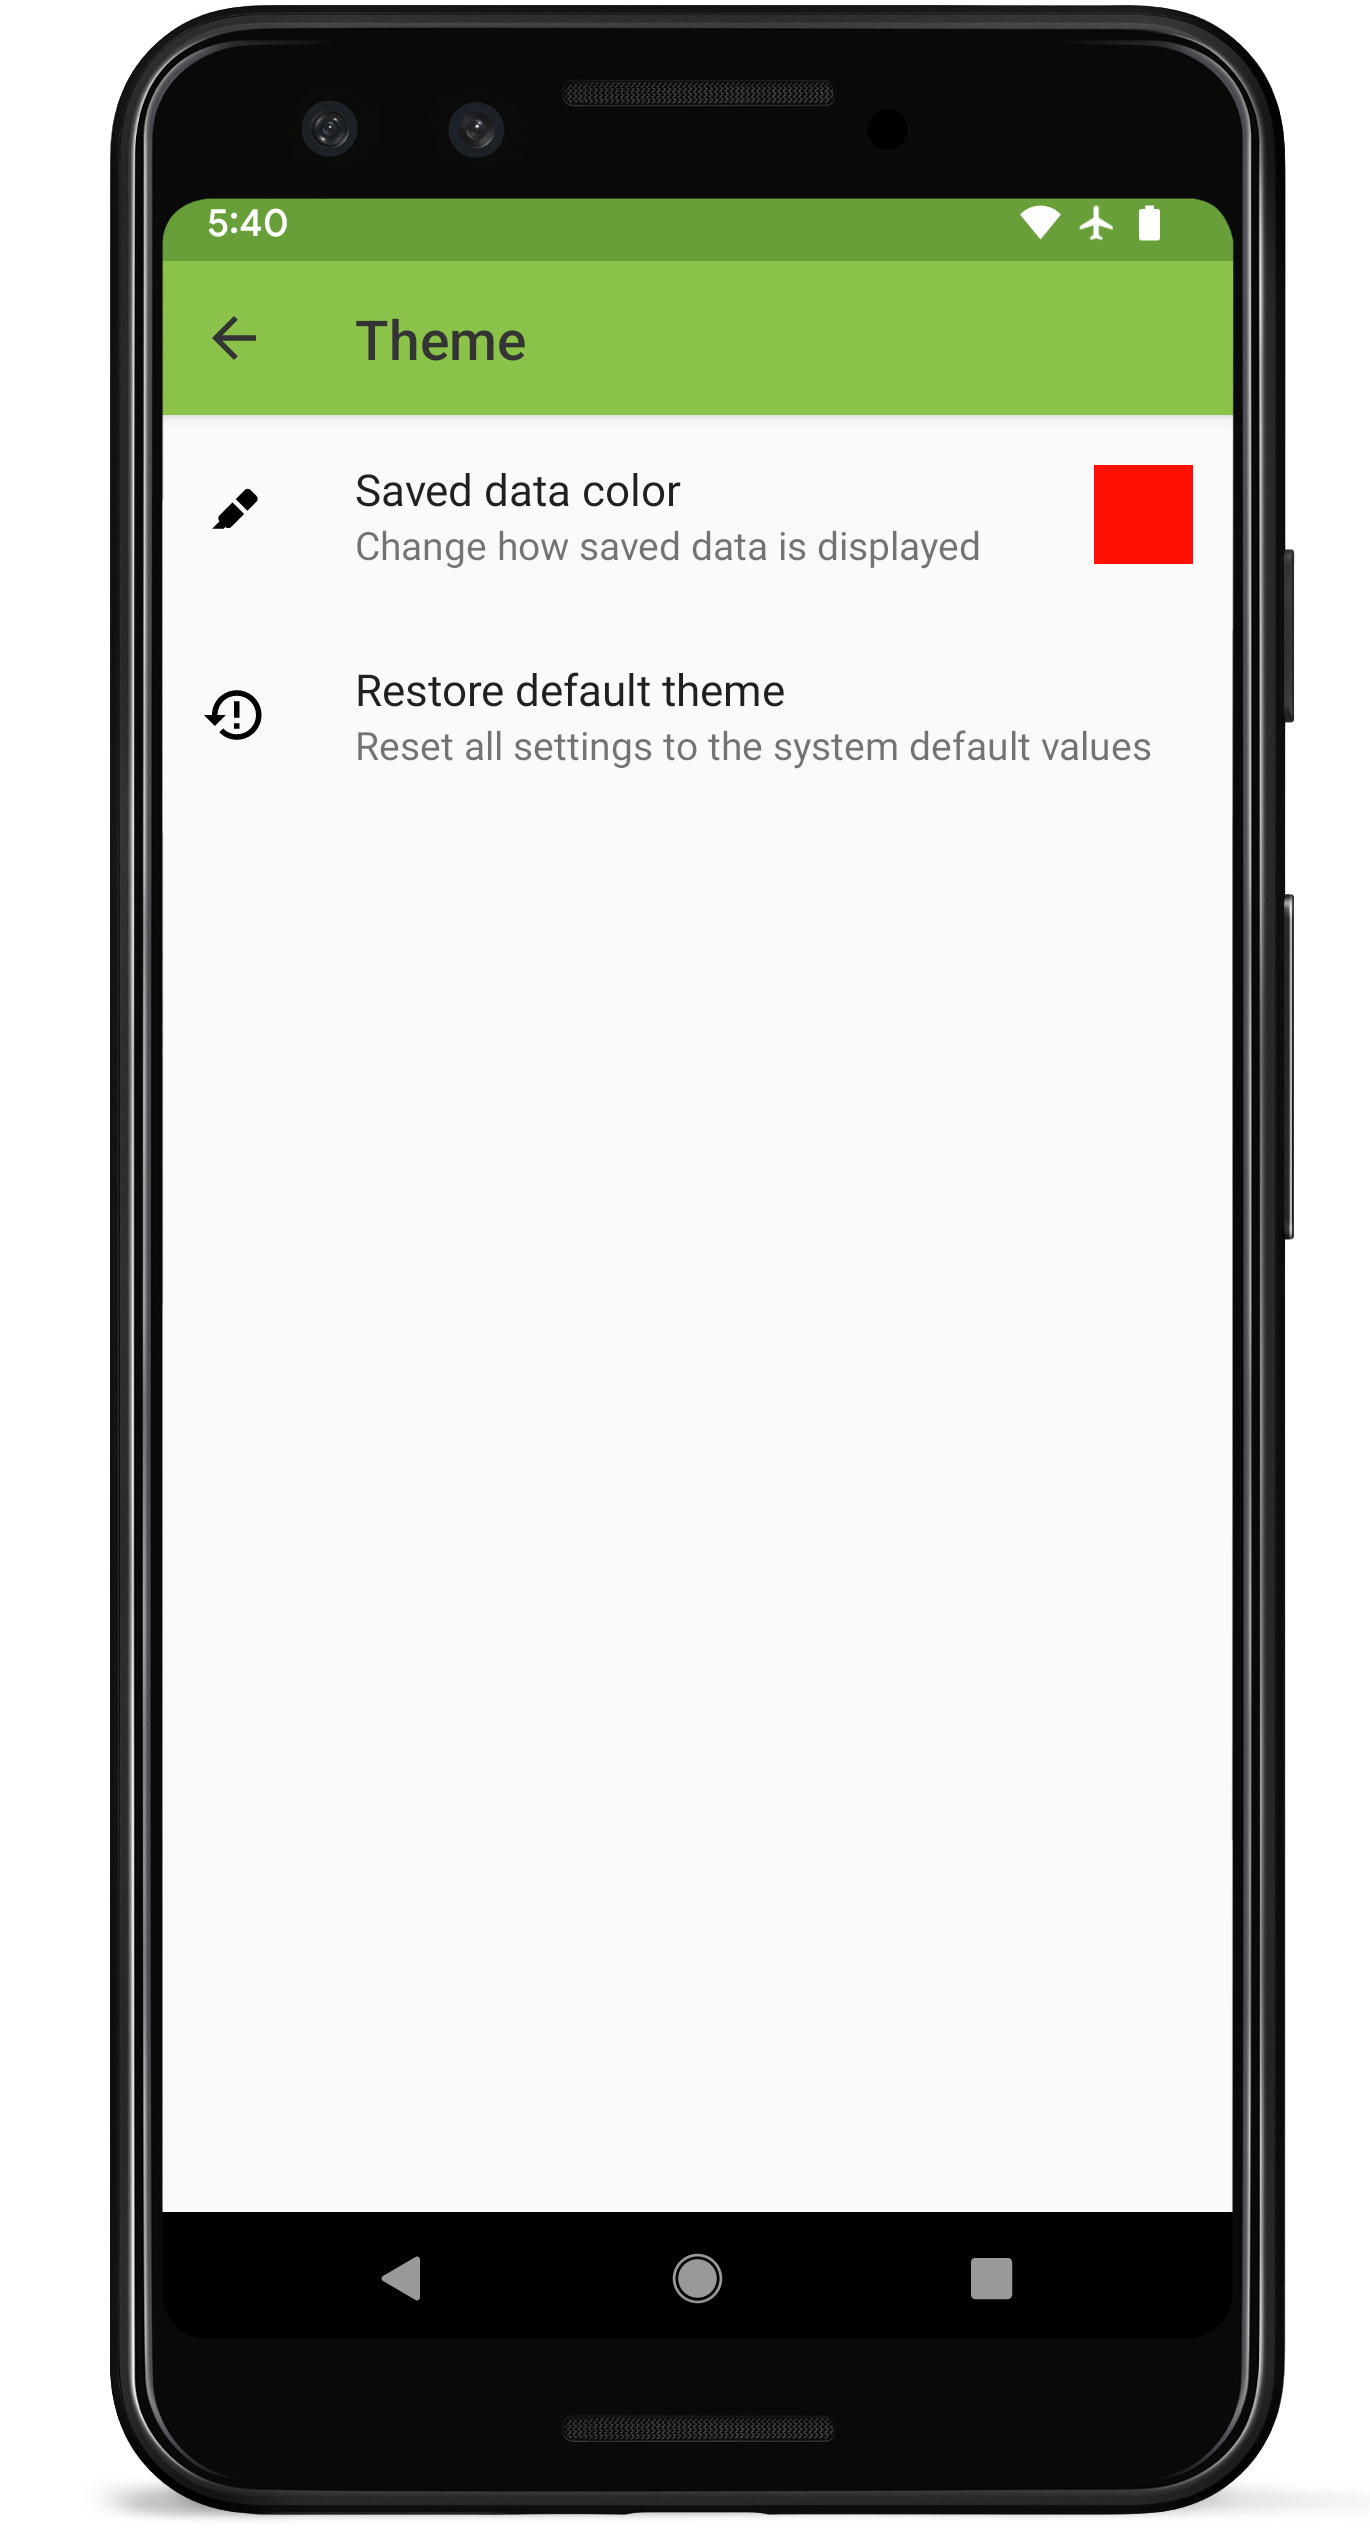 5:40
Theme
Saved data color
Change how saved data is displayed
Restore default theme
Reset all settings to the system default values